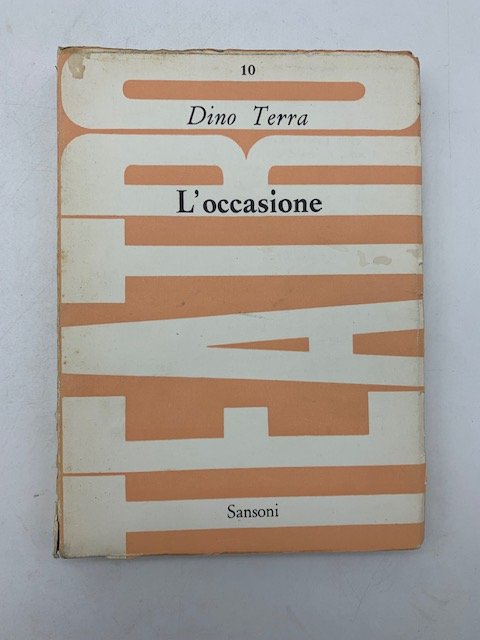 10
Dino Terra
L'occasione
TEATRO
Sansoni